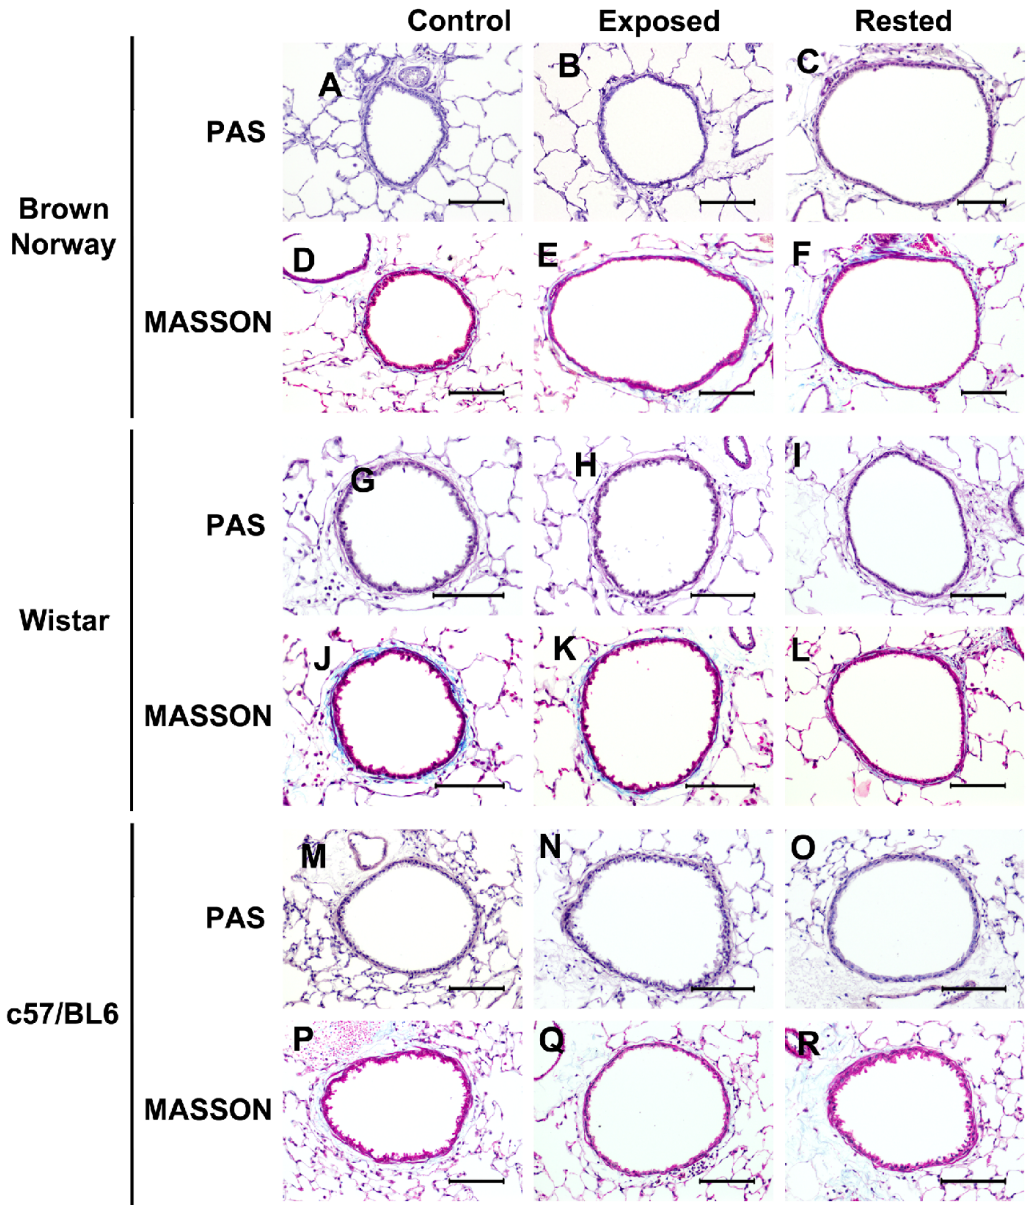 Control Exposed Rested
A B C
PAS
Brown
Norway
D E F
MASSON
G H I
PAS
Wistar
J K L
MASSON
M N O
PAS
c57/BL6
P Q R
MASSON